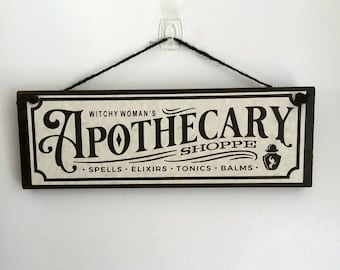 WITCHY WOMAN'S
APOTHECARY
SHOPPE
· SPELLS · ELIXIRS · TONICS · BALMS ·